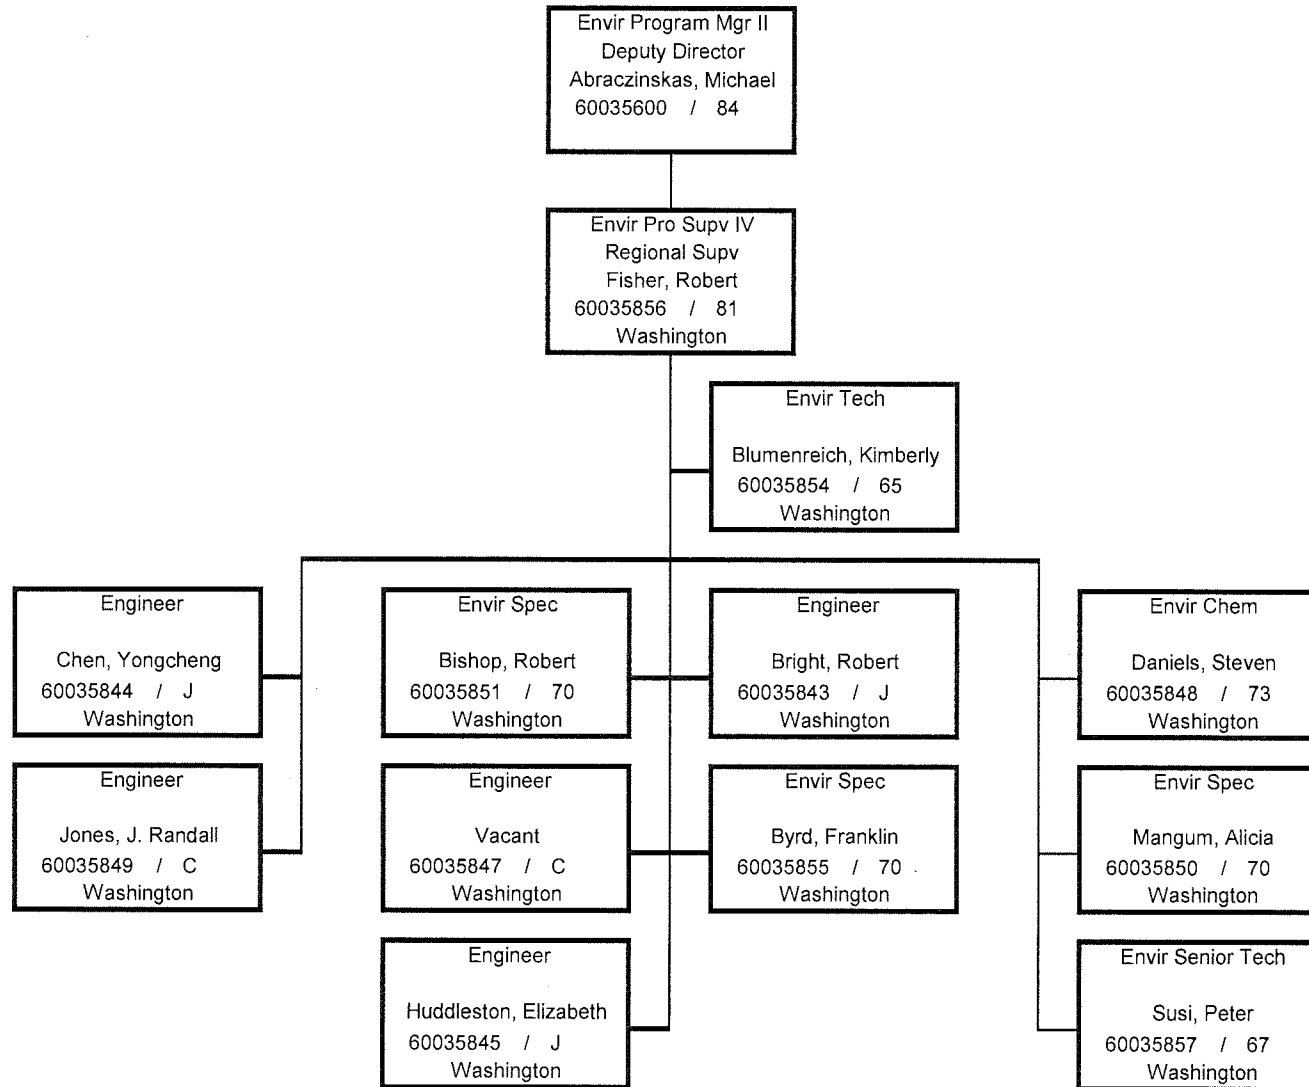 Envir Program Mgr II
Deputy Director
Abraczinskas, Michael
60035600 / 84
Envir Pro Supv IV
Regional Supv
Fisher, Robert
60035856 / 81
Washington
Envir Tech
Blumenreich, Kimberly
60035854 / 65
Washington
Engineer
Chen, Yongcheng
60035844 / J
Washington
Envir Spec
Bishop, Robert
60035851 / 70
Washington
Engineer
Bright, Robert
60035843 / J
Washington
Envir Chem
Daniels, Steven
60035848 / 73
Washington
Engineer
Jones, J. Randall
60035849 / C
Washington
Engineer
Vacant
60035847 / C
Washington
Envir Spec
Byrd, Franklin
60035855 / 70
Washington
Envir Spec
Mangum, Alicia
60035850 / 70
Washington
Engineer
Huddleston, Elizabeth
60035845 / J
Washington
Envir Senior Tech
Susi, Peter
60035857 / 67
Washington